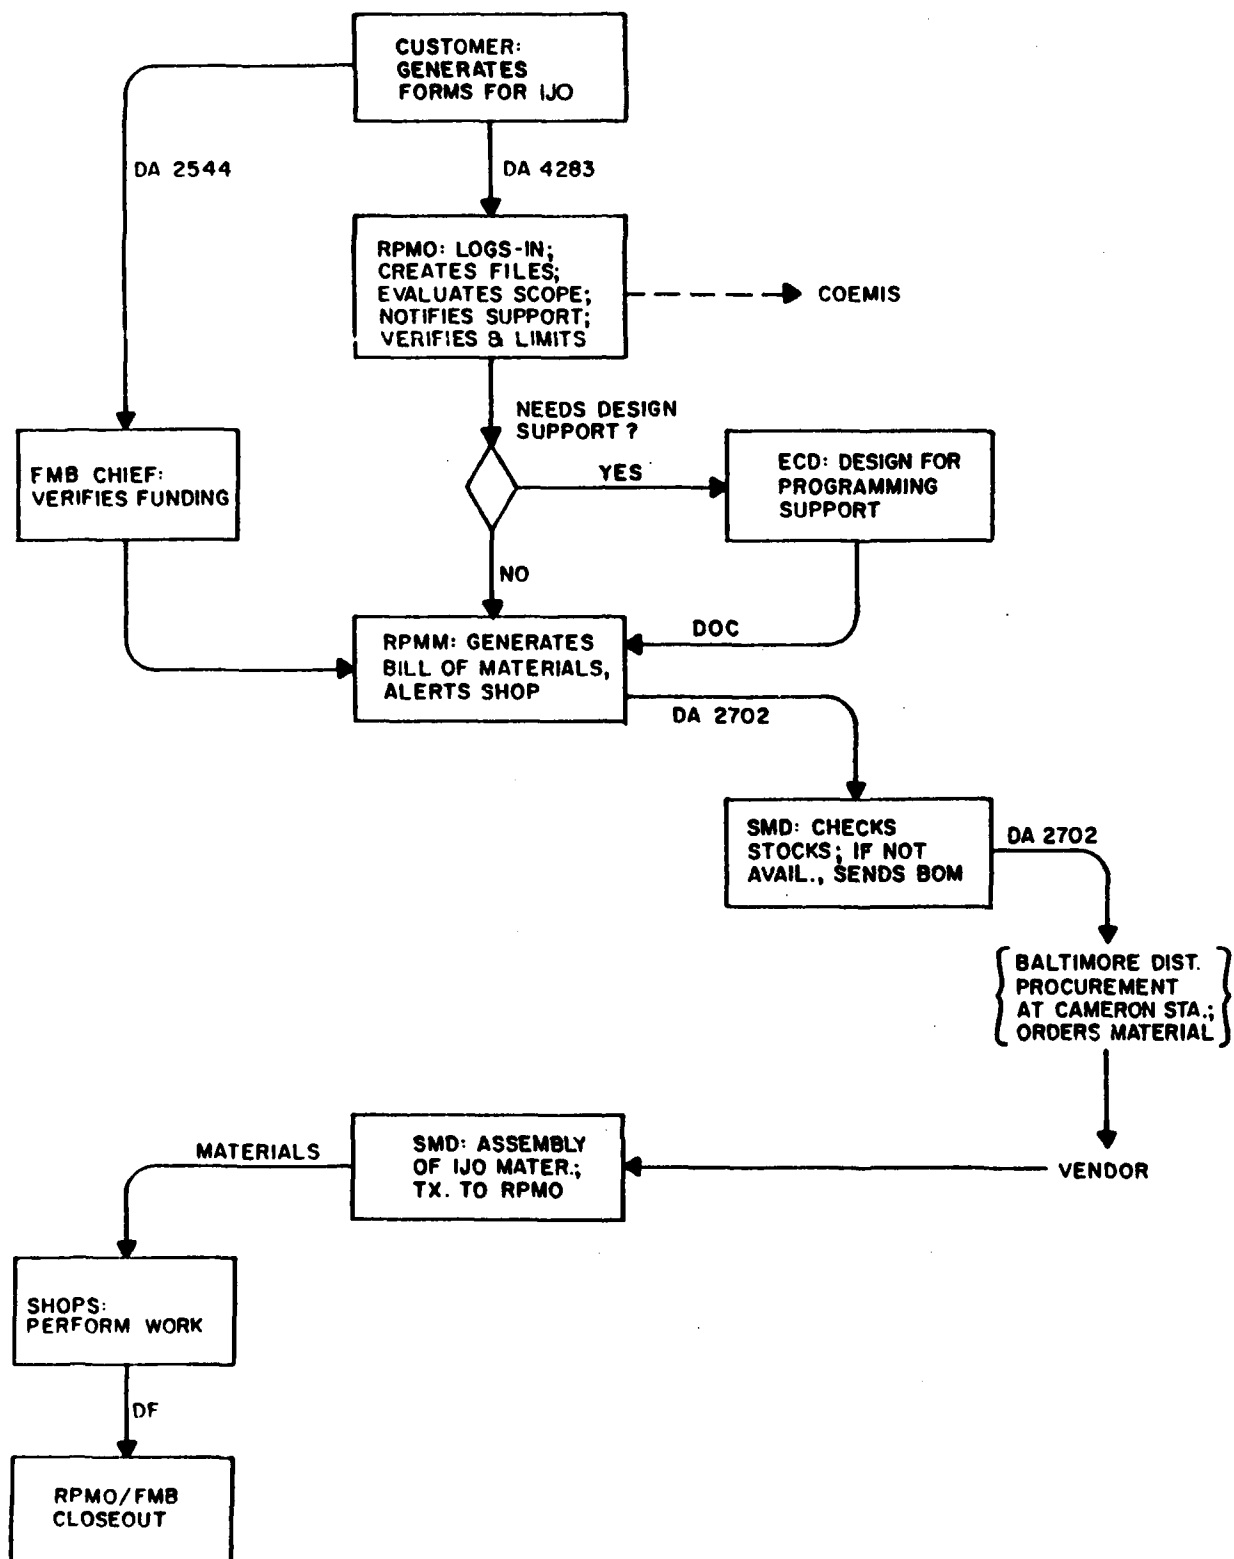 CUSTOMER:
GENERATES
FORMS FOR IJO
DA 2544
DA 4283
RPMO: LOGS-IN;
CREATES FILES;
EVALUATES SCOPE;
NOTIFIES SUPPORT;
VERIFIES & LIMITS
COEMIS
NEEDS DESIGN
SUPPORT?
FMB CHIEF:
VERIFIES FUNDING
YES
ECD: DESIGN FOR
PROGRAMMING
SUPPORT
NO
DOC
RPMM: GENERATES
BILL OF MATERIALS,
ALERTS SHOP
DA 2702
SMD: CHECKS
STOCKS; IF NOT
AVAIL., SENDS BOM
DA 2702
BALTIMORE DIST.
PROCUREMENT
AT CAMERON STA.;
ORDERS MATERIAL
VENDOR
SMD: ASSEMBLY
OF IJO MATER.;
TX. TO RPMO
MATERIALS
SHOPS:
PERFORM WORK
DF
RPMO/FMB
CLOSEOUT